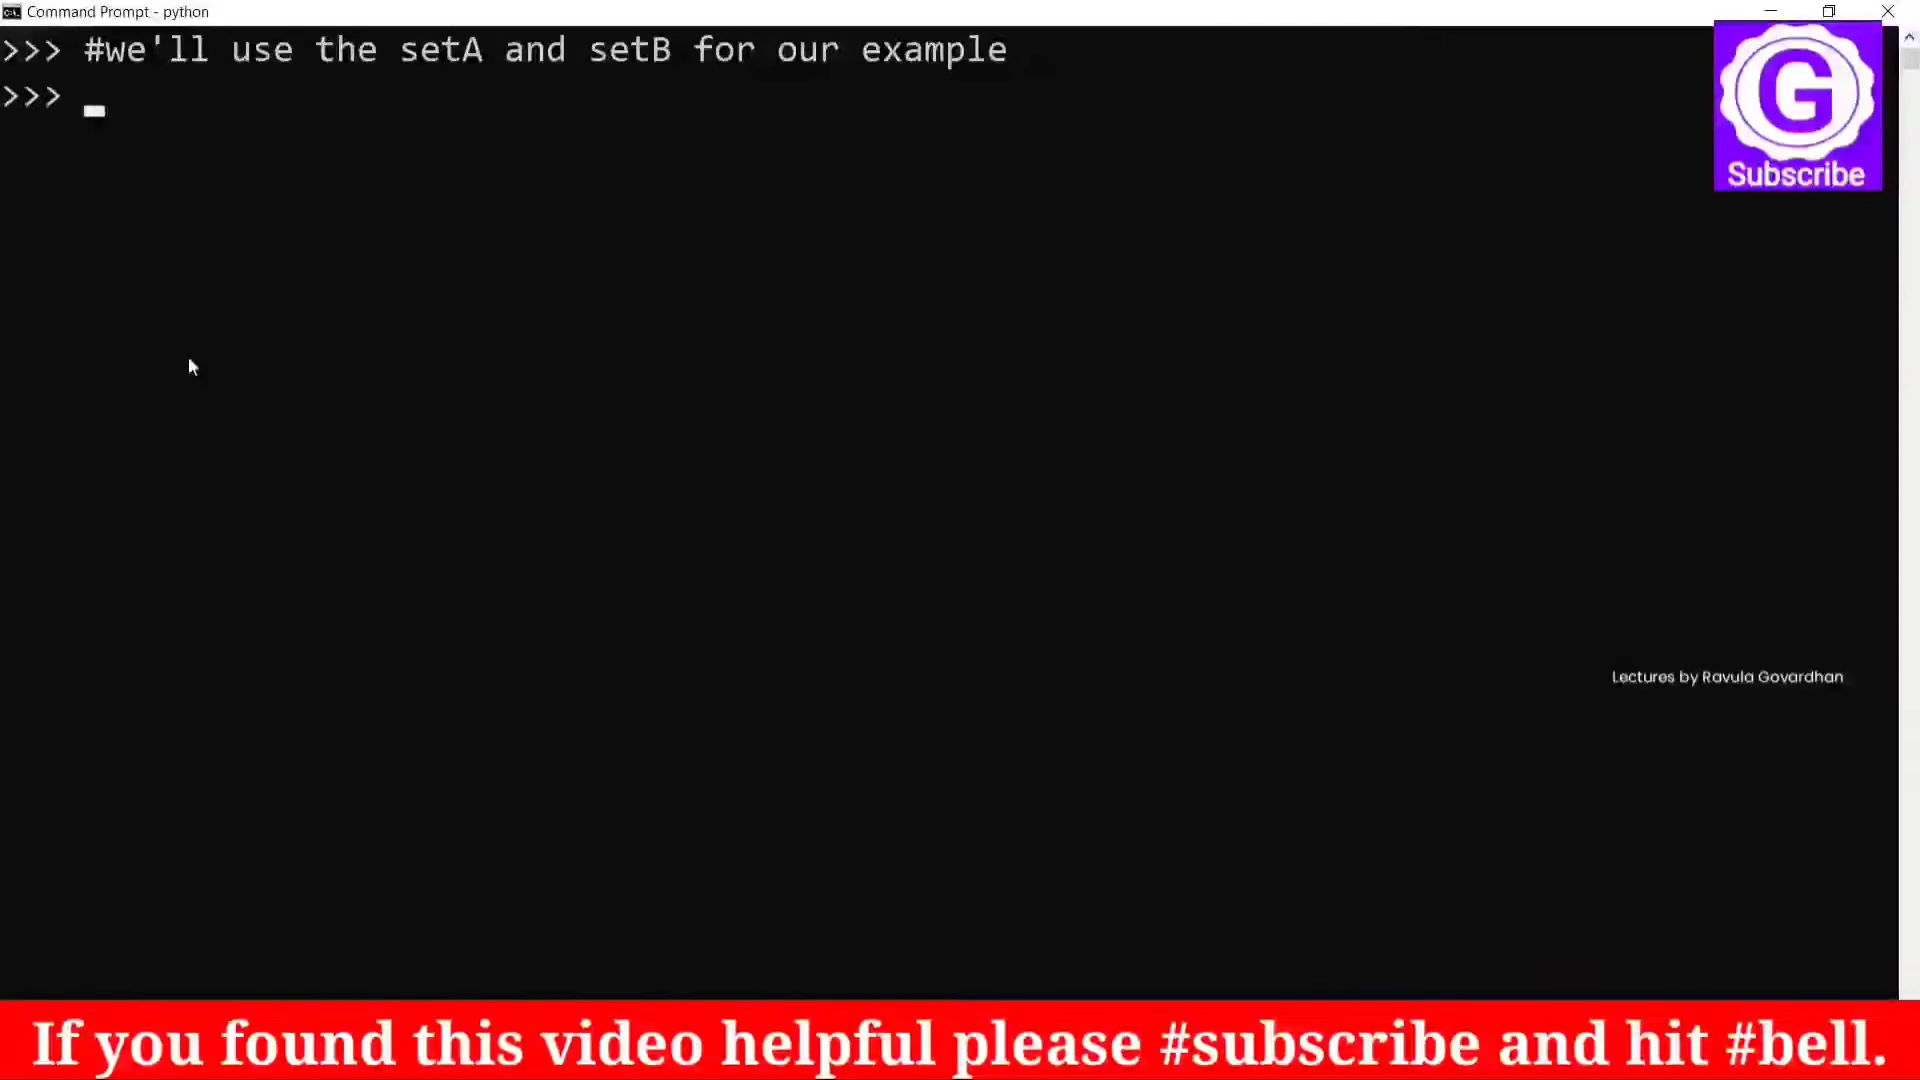 Command Prompt - python
>>> #we'll use the setA and setB for our example
>>>
G
Subscribe
Lectures by Ravula Govardhan
If you found this video helpful please #subscribe and hit #bell.